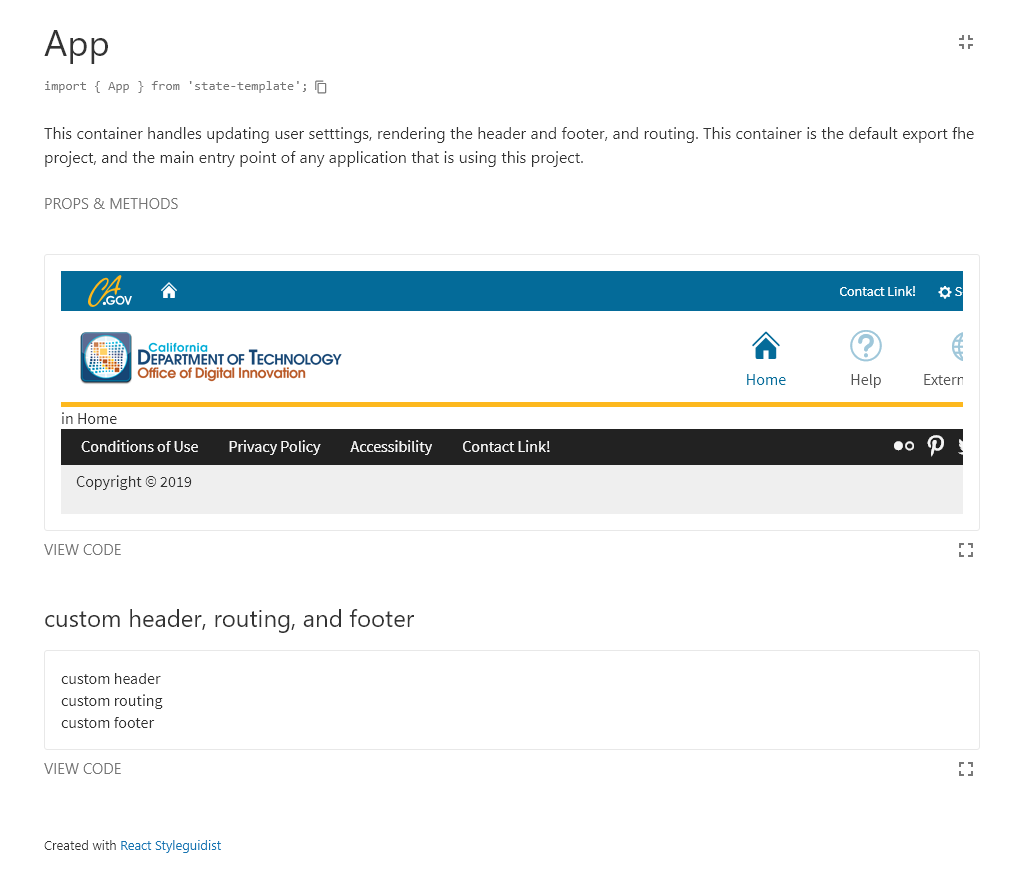 App
import { App } from 'state-template';
This container handles updating user setttings, rendering the header and footer, and routing. This container is the default export fhe
project, and the main entry point of any application that is using this project.
PROPS & METHODS
CA.GOV Contact Link! S
California
DEPARTMENT OF TECHNOLOGY
Office of Digital Innovation
Home Help Extern
in Home
Conditions of Use Privacy Policy Accessibility Contact Link!
Copyright © 2019
VIEW CODE
custom header, routing, and footer
custom header
custom routing
custom footer
VIEW CODE
Created with React Styleguidist